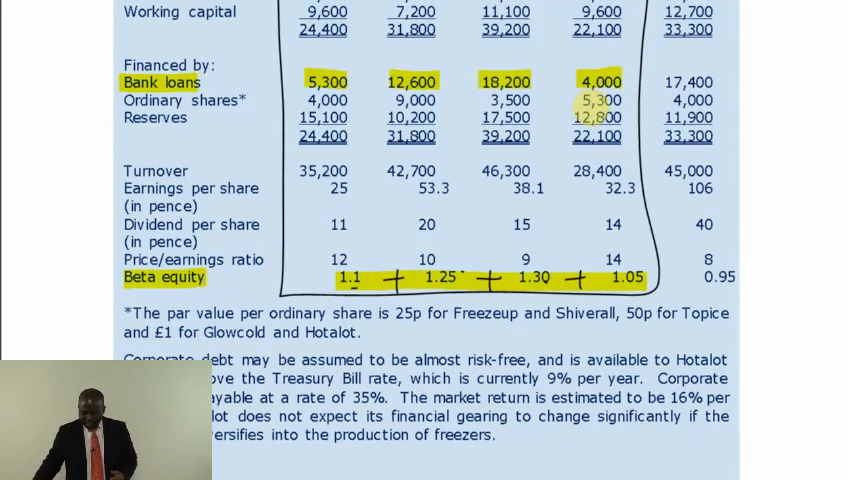 Working capital 9,600 7,200 11,100 9,600 12,700
24,400 31,800 39,200 22,100 33,300
Financed by:
Bank loans 5,300 12,600 18,200 4,000 17,400
Ordinary shares* 4,000 9,000 3,500 5,300 4,000
Reserves 15,100 10,200 17,500 12,800 11,900
24,400 31,800 39,200 22,100 33,300
Turnover 35,200 42,700 46,300 28,400 45,000
Earnings per share 25 53.3 38.1 32.3 106
(in pence)
Dividend per share 11 20 15 14 40
(in pence)
Price/earnings ratio 12 10 9 14 8
Beta equity 1.1 + 1.25 + 1.30 + 1.05 0.95
*The par value per ordinary share is 25p for Freezeup and Shiverall, 50p for Topice
and £1 for Glowcold and Hotalot.
Corporate debt may be assumed to be almost risk-free, and is available to Hotalot
the Treasury Bill rate, which is currently 9% per year. Corporate
at a rate of 35%. The market return is estimated to be 16% per
does not expect its financial gearing to change significantly if the
into the production of freezers.